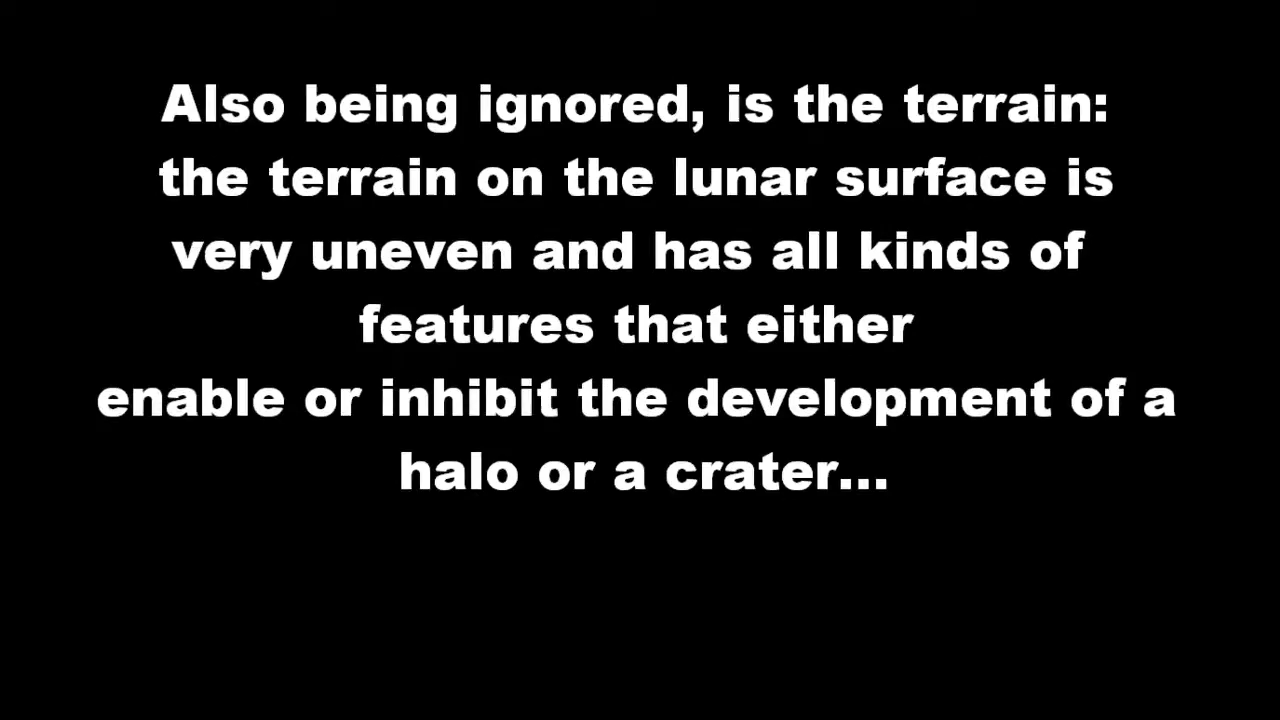 Also being ignored, is the terrain:
the terrain on the lunar surface is
very uneven and has all kinds of
features that either
enable or inhibit the development of a
halo or a crater...